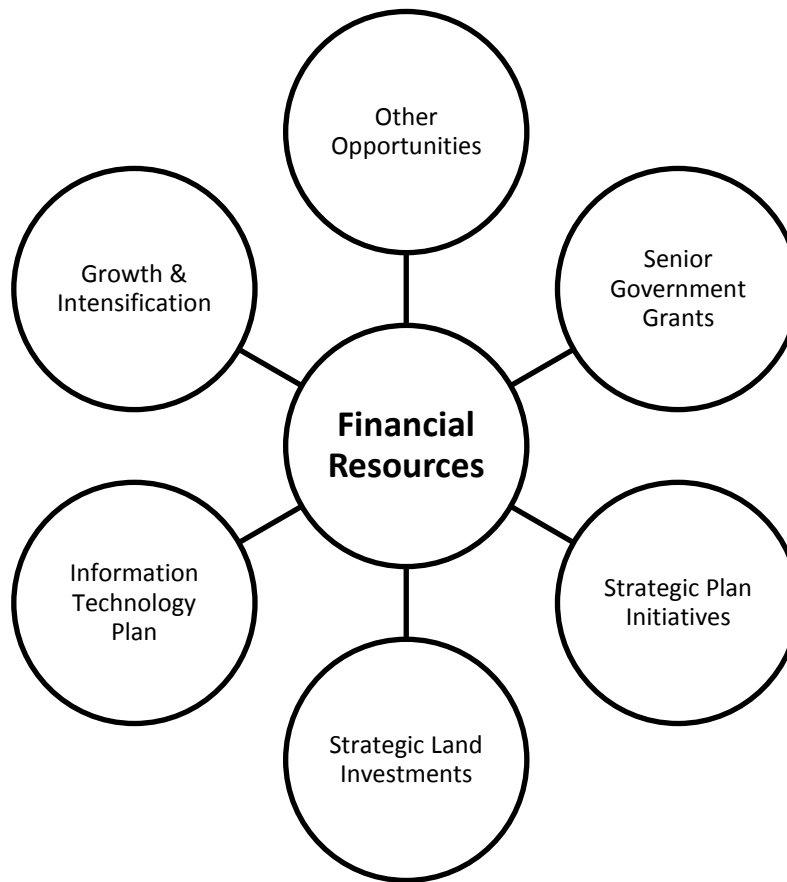 Other
Opportunities
Growth &
Intensification
Senior
Government
Grants
Financial
Resources
Information
Technology
Plan
Strategic Plan
Initiatives
Strategic Land
Investments